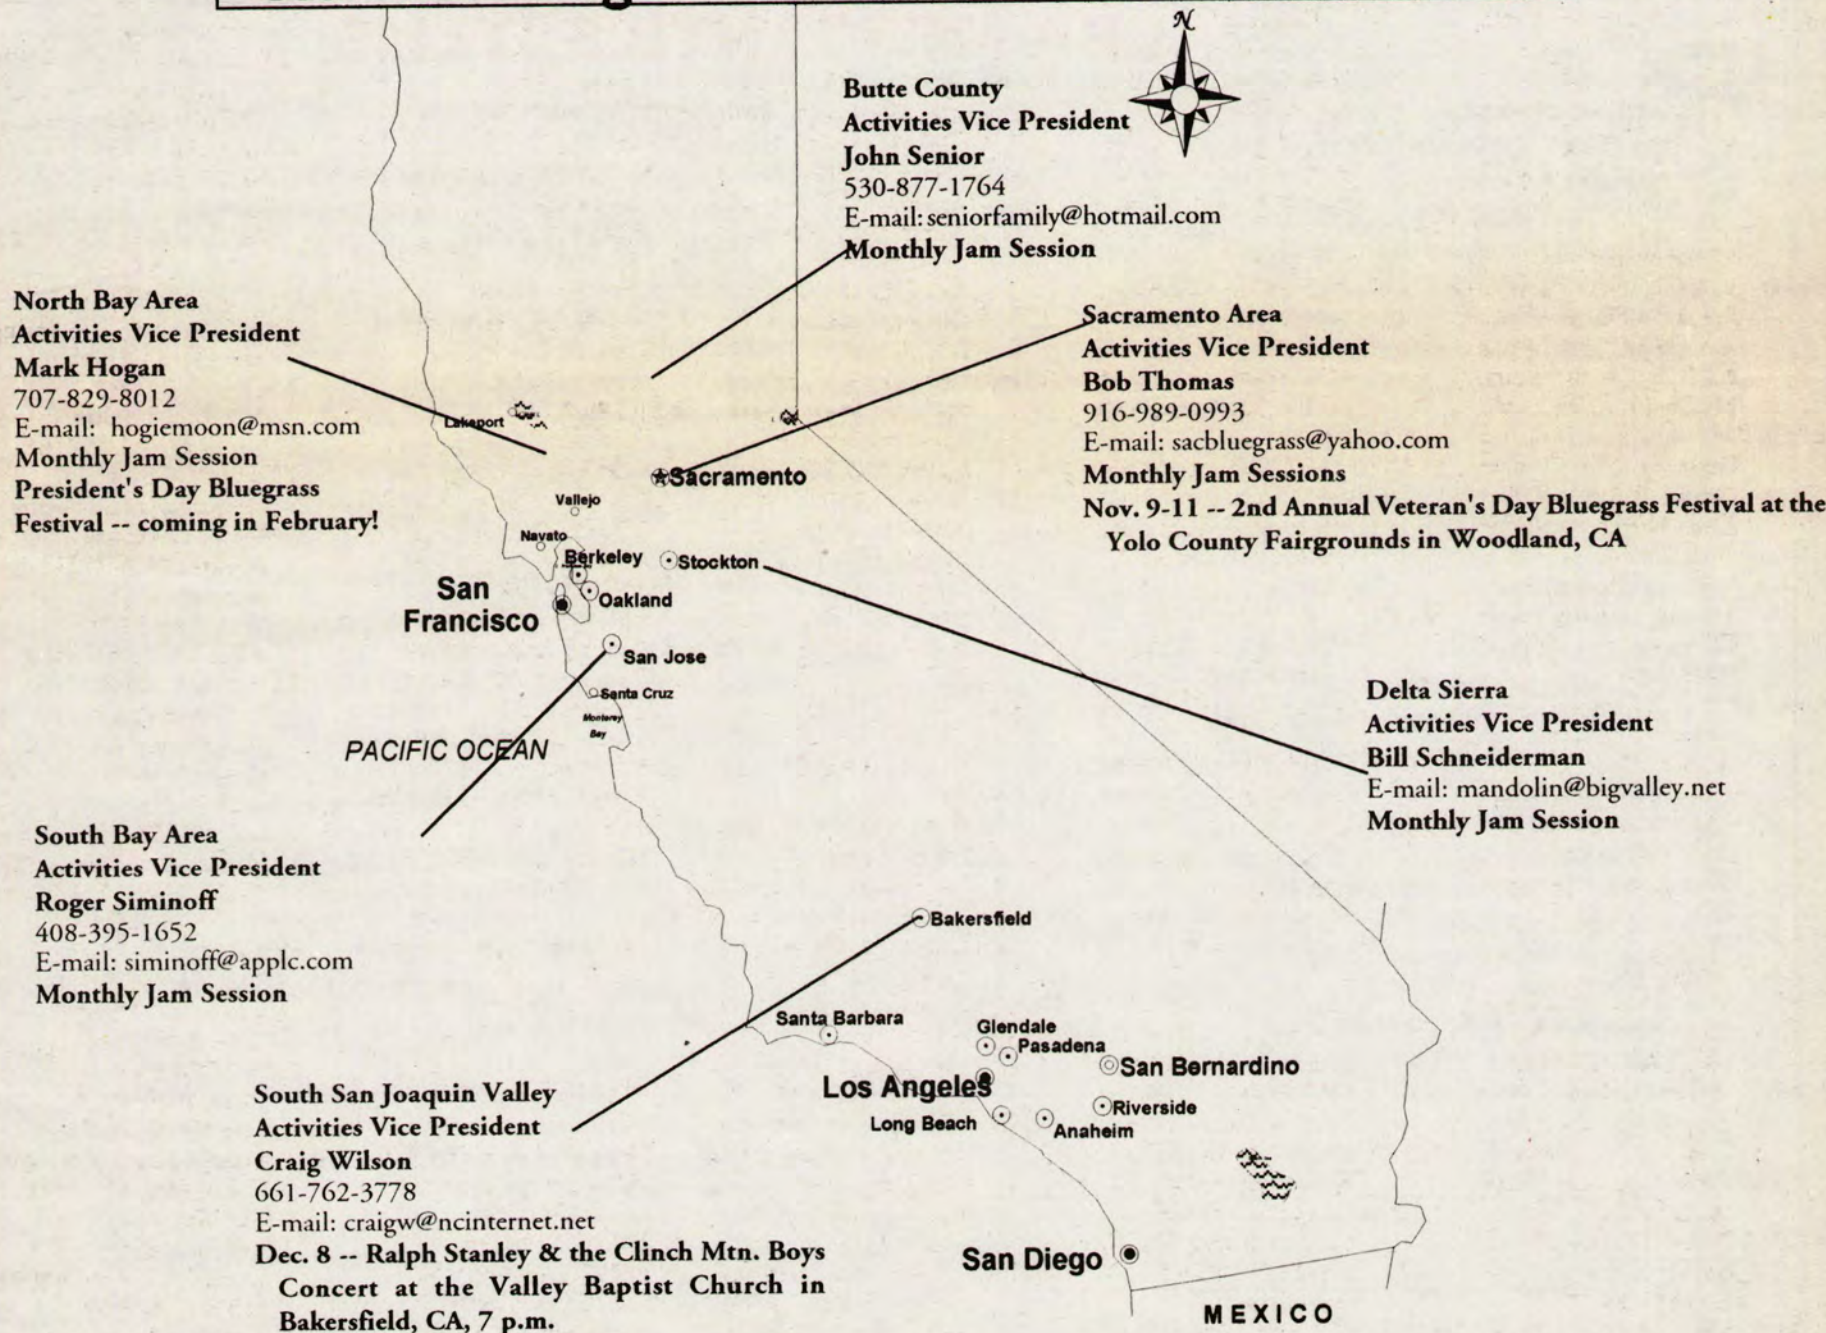 N
Butte County
Activities Vice President
John Senior
530-877-1764
E-mail: seniorfamily@hotmail.com
Monthly Jam Session
North Bay Area
Activities Vice President
Mark Hogan
707-829-8012
E-mail: hogiemoon@msn.com
Monthly Jam Session
President's Day Bluegrass
Festival -- coming in February!
Sacramento Area
Activities Vice President
Bob Thomas
916-989-0993
E-mail: sacbluegrass@yahoo.com
Monthly Jam Sessions
Nov. 9-11 -- 2nd Annual Veteran's Day Bluegrass Festival at the
Yolo County Fairgrounds in Woodland, CA
Lakeport
Sacramento
Vallejo
Navato
Berkeley
Stockton
San
Francisco
Oakland
San Jose
Santa Cruz
Monterey
Bay
PACIFIC OCEAN
Delta Sierra
Activities Vice President
Bill Schneiderman
E-mail: mandolin@bigvalley.net
Monthly Jam Session
South Bay Area
Activities Vice President
Roger Siminoff
408-395-1652
E-mail: siminoff@applc.com
Monthly Jam Session
Bakersfield
Santa Barbara
Glendale
Pasadena
San Bernardino
Los Angeles
Riverside
Long Beach
Anaheim
South San Joaquin Valley
Activities Vice President
Craig Wilson
661-762-3778
E-mail: craigw@ncinternet.net
Dec. 8 -- Ralph Stanley & the Clinch Mtn. Boys
Concert at the Valley Baptist Church in
Bakersfield, CA, 7 p.m.
San Diego
MEXICO